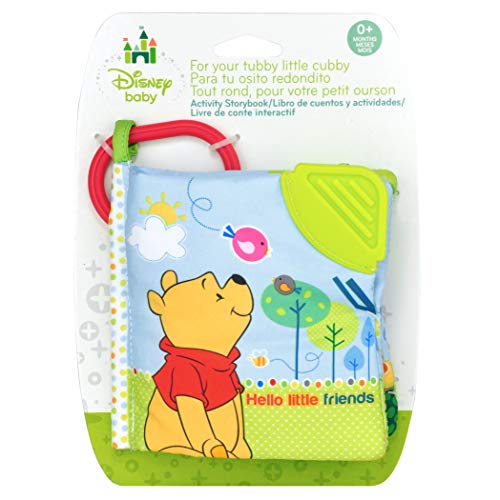 0+
MONTHS
MESES
MOIS
Disney
baby
For your tubby little cubby
Para tu osito redondito
Tout rond, pour votre petit ourson
Activity Storybook/Libro de cuentos y actividades/
Livre de conte interactif
Hello little friends